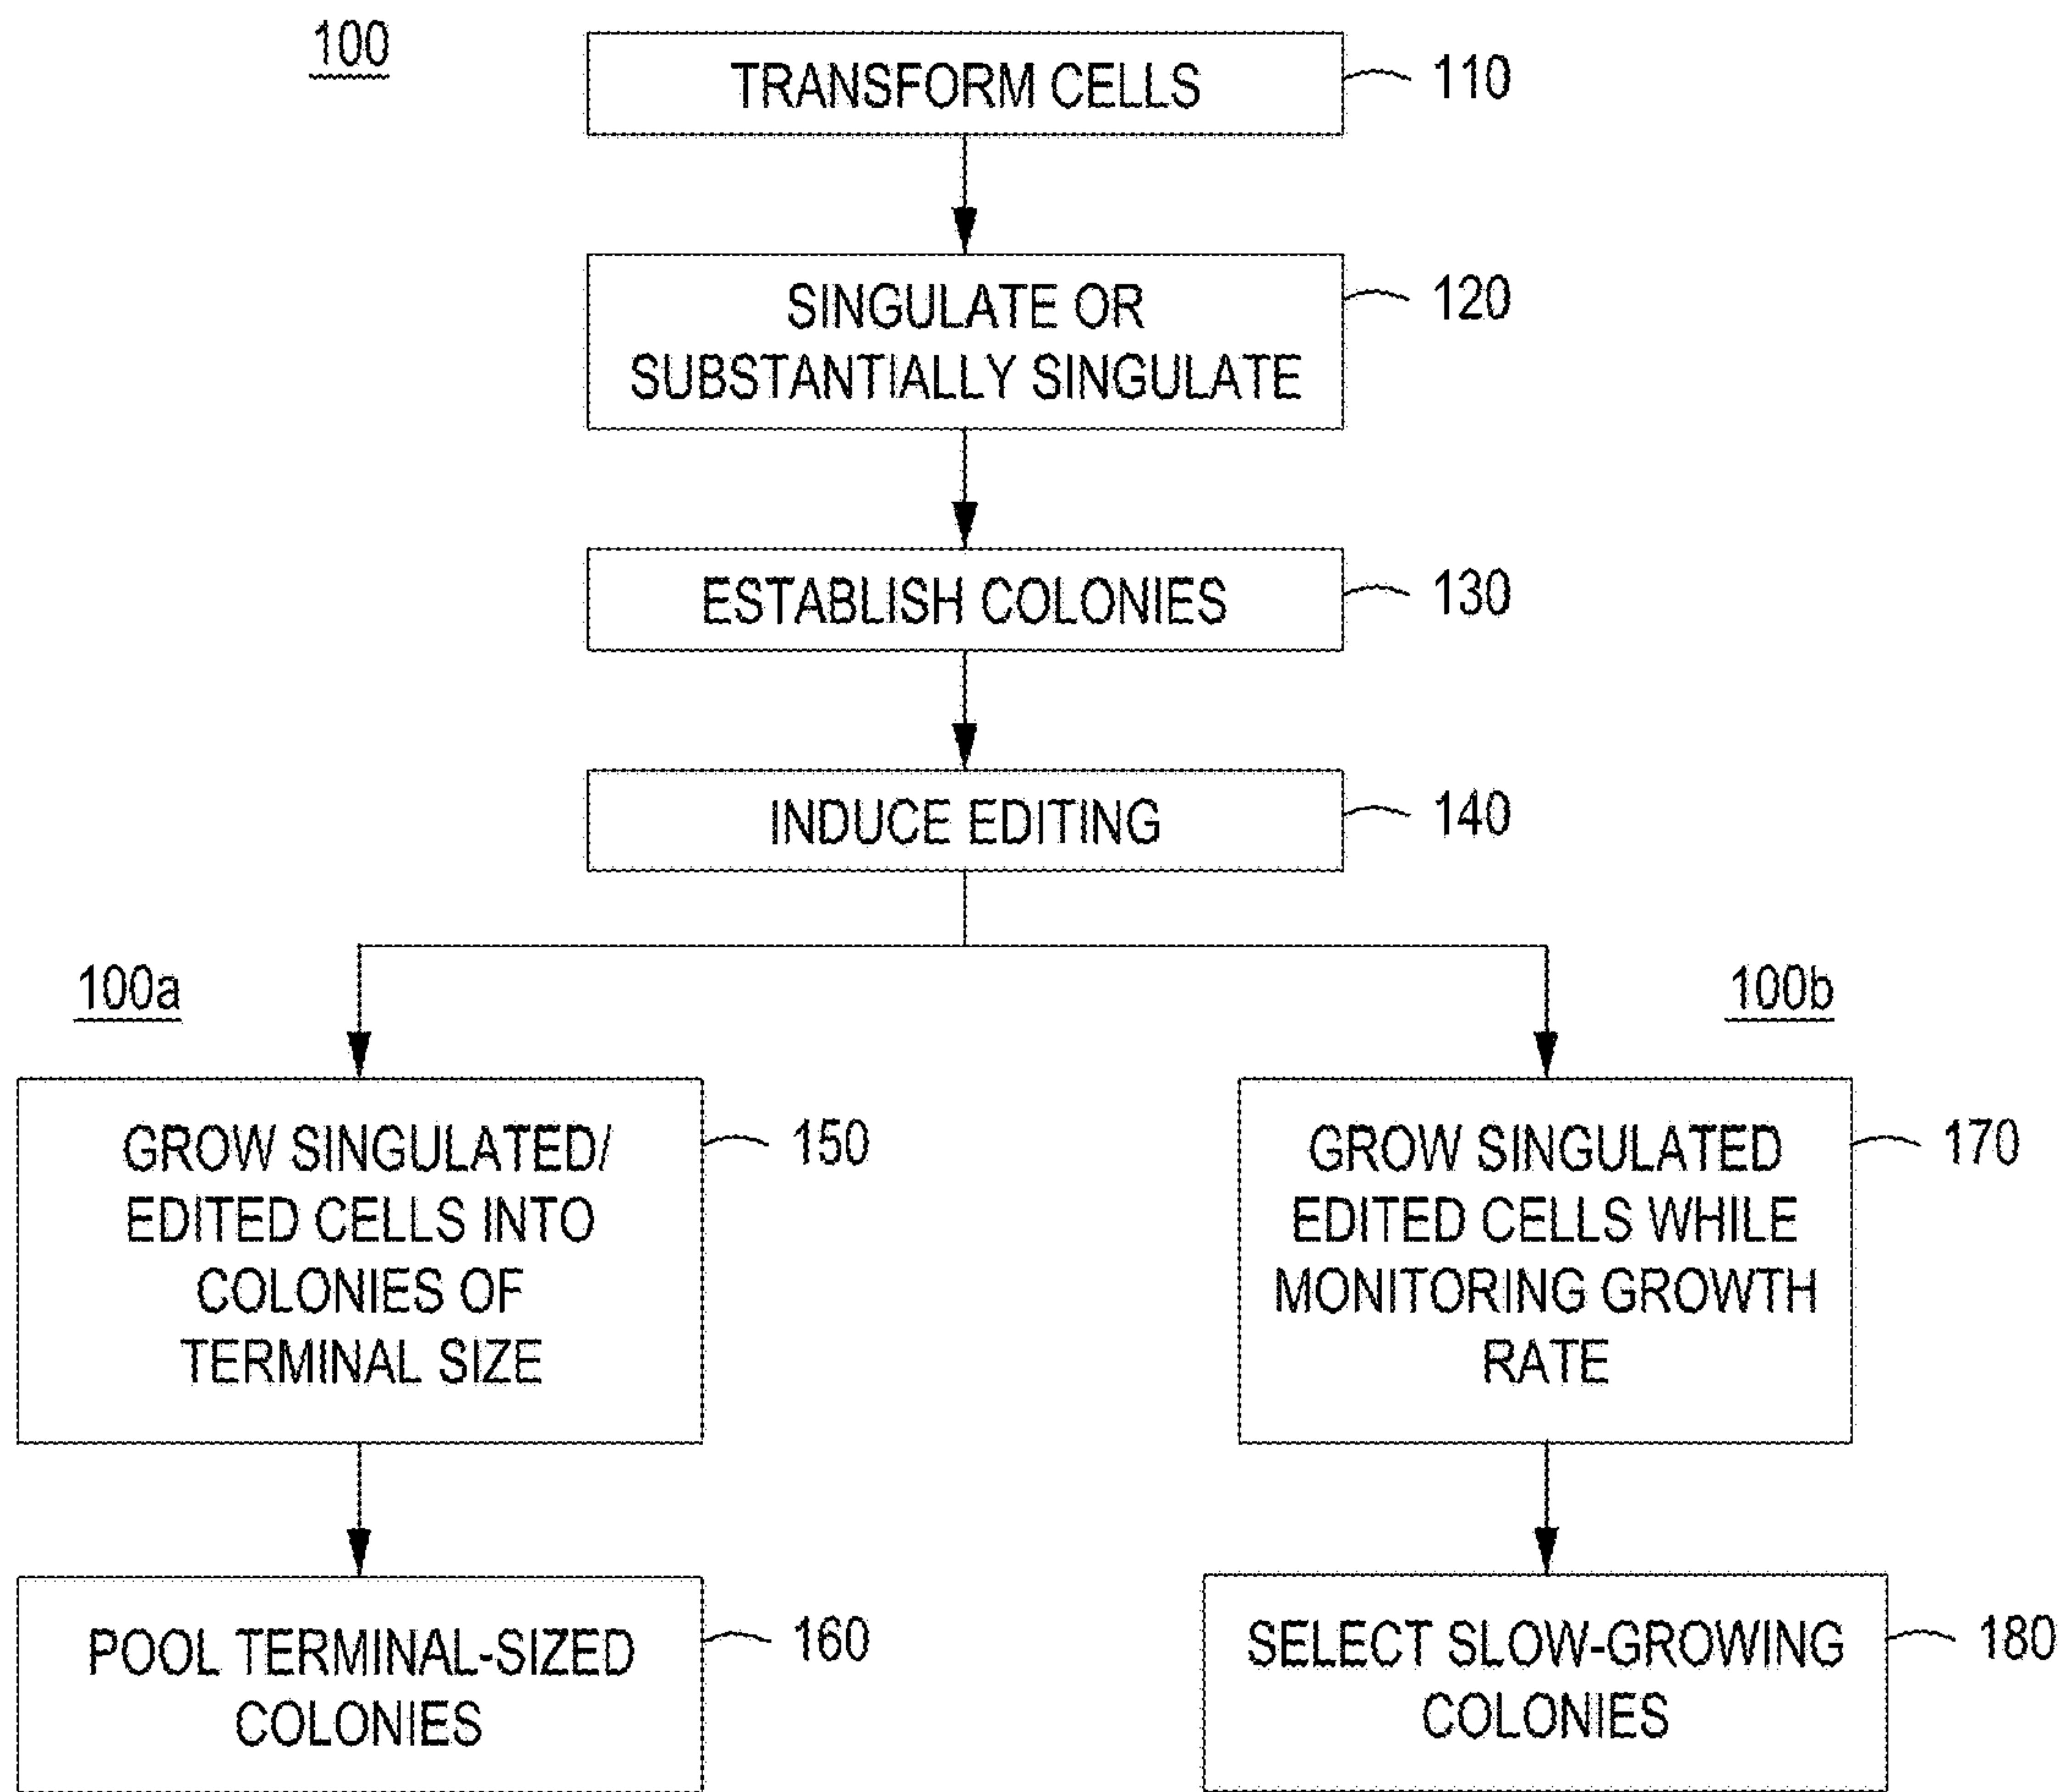 100
TRANSFORM CELLS
110
SINGULATE OR
SUBSTANTIALLY SINGULATE
120
ESTABLISH COLONIES
130
INDUCE EDITING
140
100a
100b
GROW SINGULATED/
EDITED CELLS INTO
COLONIES OF
TERMINAL SIZE
150
GROW SINGULATED
EDITED CELLS WHILE
MONITORING GROWTH
RATE
170
POOL TERMINAL-SIZED
COLONIES
160
SELECT SLOW-GROWING
COLONIES
180